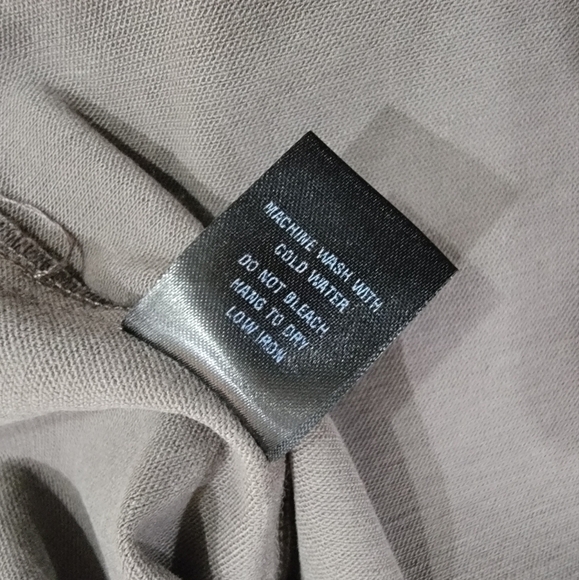 MACHINE WASH WITH
COLD WATER
DO NOT BLEACH
HANG TO DRY
LOW IRON